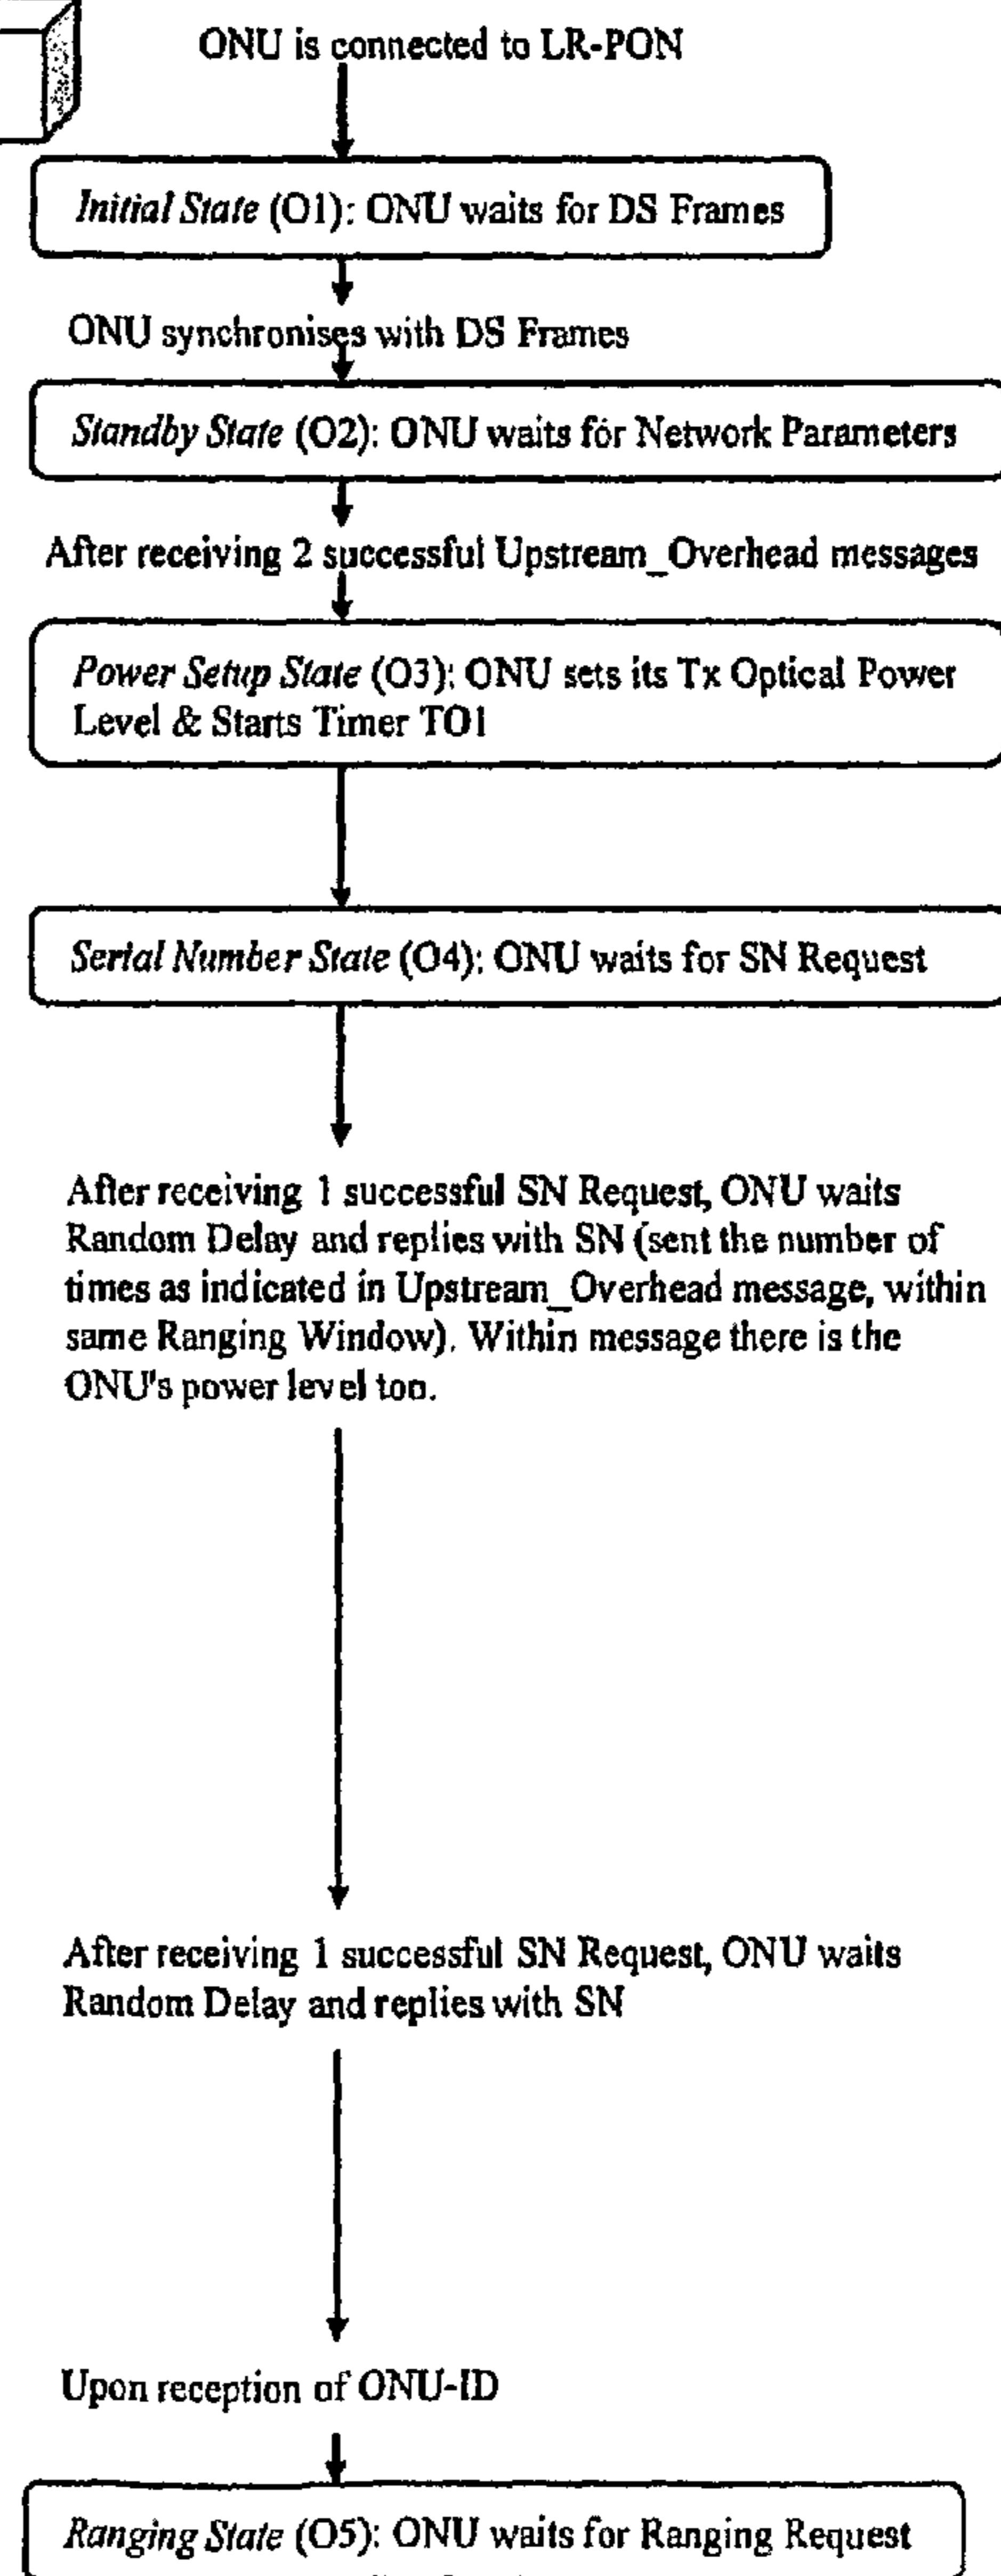 ONU is connected to LR-PON
Initial State (O1): ONU waits for DS Frames
ONU synchronises with DS Frames
Standby State (O2): ONU waits for Network Parameters
After receiving 2 successful Upstream_Overhead messages
Power Setup State (O3): ONU sets its Tx Optical Power
Level & Starts Timer TO1
Serial Number State (O4): ONU waits for SN Request
After receiving 1 successful SN Request, ONU waits
Random Delay and replies with SN (sent the number of
times as indicated in Upstream_Overhead message, within
same Ranging Window). Within message there is the
ONU's power level too.
After receiving 1 successful SN Request, ONU waits
Random Delay and replies with SN
Upon reception of ONU-ID
Ranging State (O5): ONU waits for Ranging Request